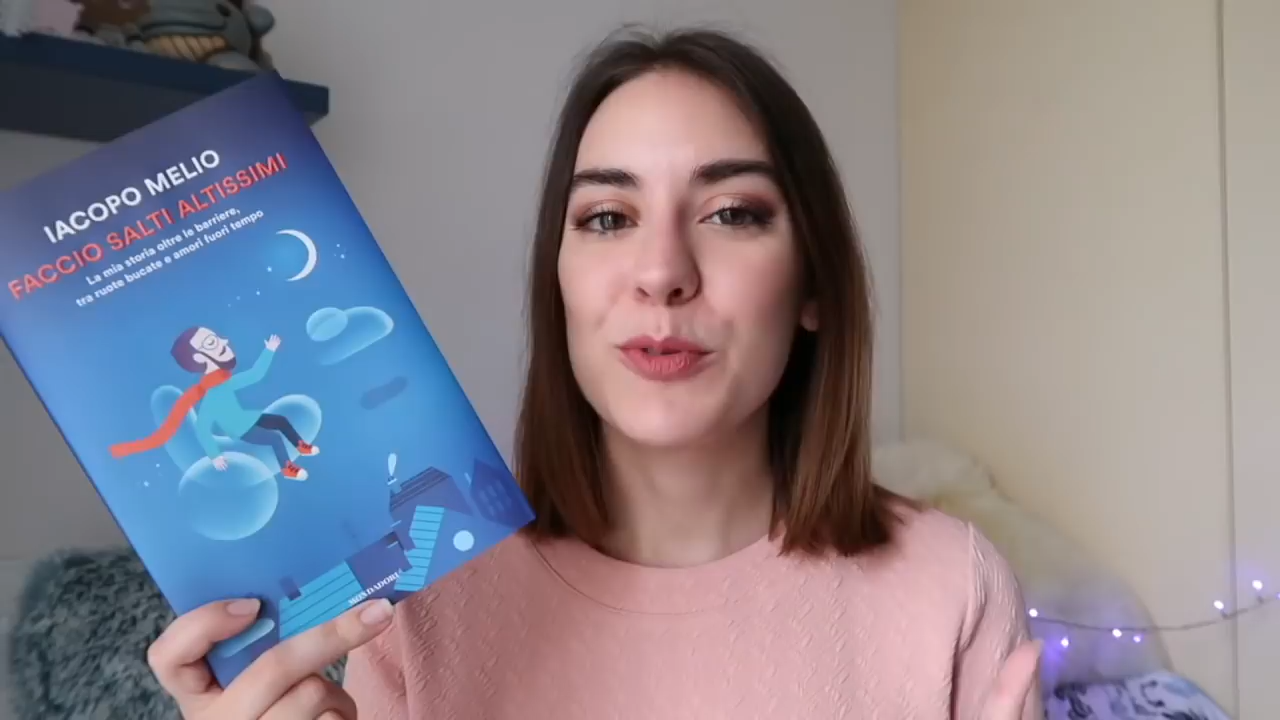 IACOPO MELIO
FACCIO SALTI ALTISSIMI
La mia storia oltre le barriere,
tra ruote bucate e amori fuori tempo
MONDADORI